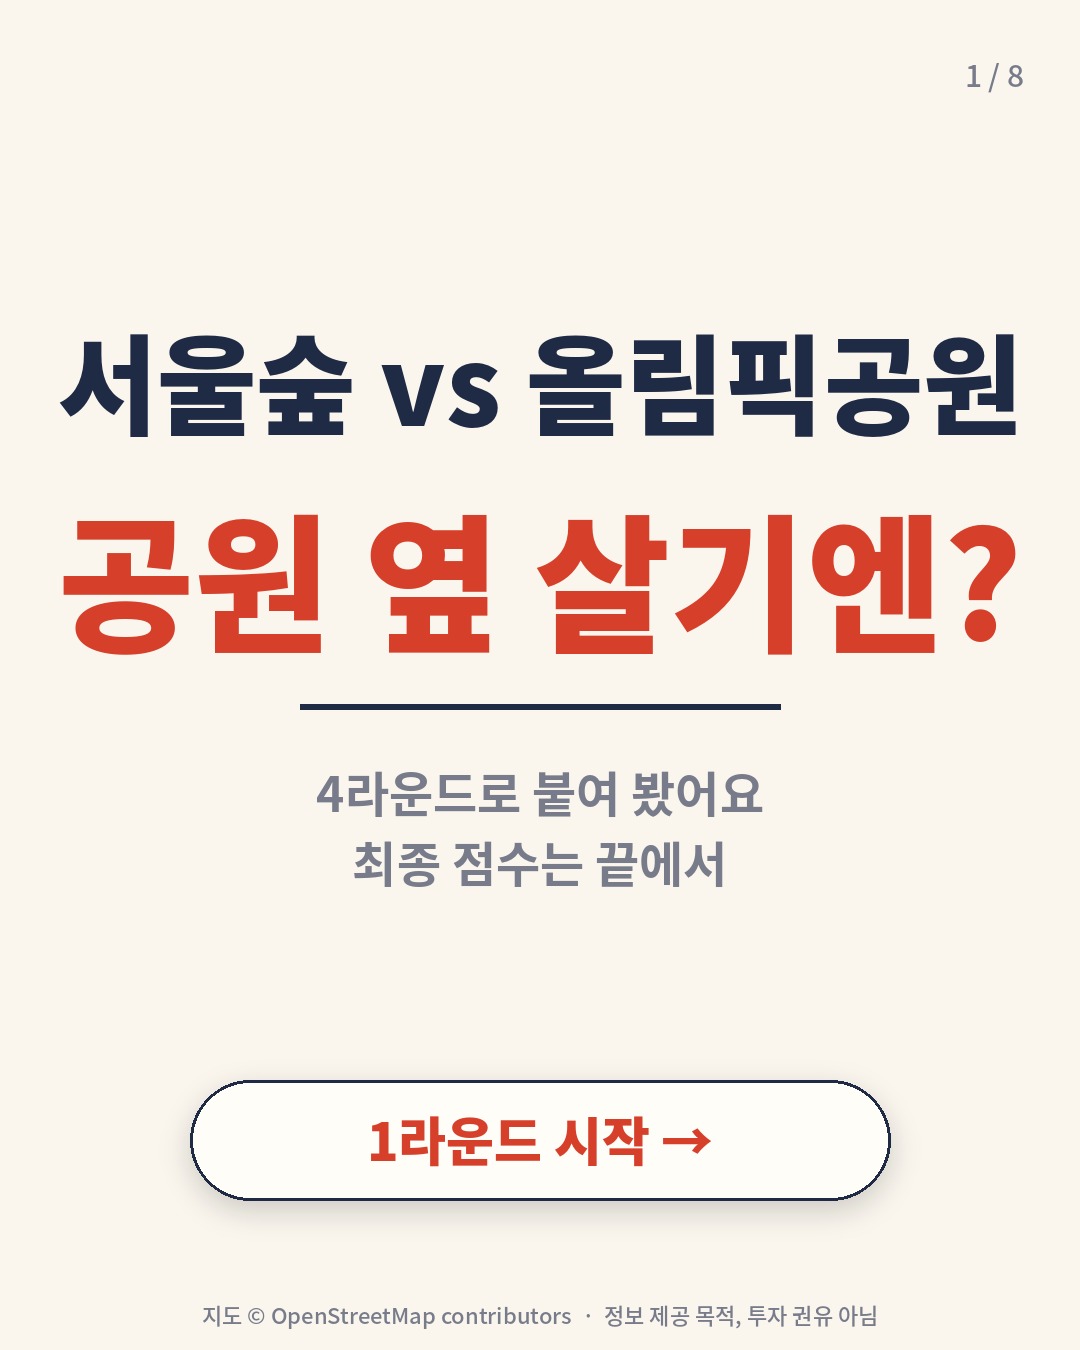 1 / 8
서울숲 vs 올림픽공원
공원 옆 살기엔?
4라운드로 붙여 봤어요
최종 점수는 끝에서
1라운드 시작 →
지도 © OpenStreetMap contributors · 정보 제공 목적, 투자 권유 아님